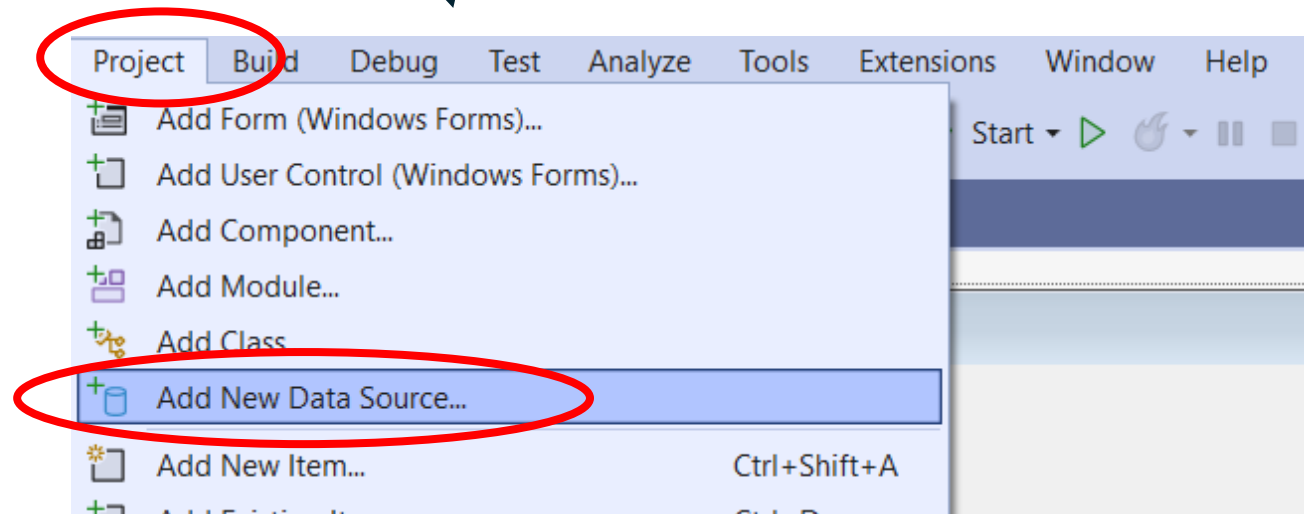 Project Build Debug Test Analyze Tools Extensions Window Help
Add Form (Windows Forms)...
Start
Add User Control (Windows Forms)...
Add Component...
Add Module...
Add Class
Add New Data Source...
Add New Item... Ctrl+Shift+A